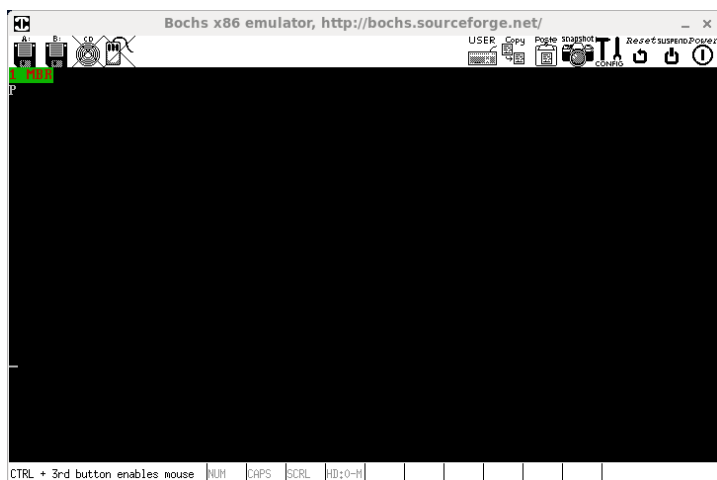 Bochs x86 emulator, http://bochs.sourceforge.net/
A: B: CD USER Copy Paste snapshot CONFIG Reset SUSPEND Power
1 MBR
P
CTRL + 3rd button enables mouse NUM CAPS SCRL HD:0-M